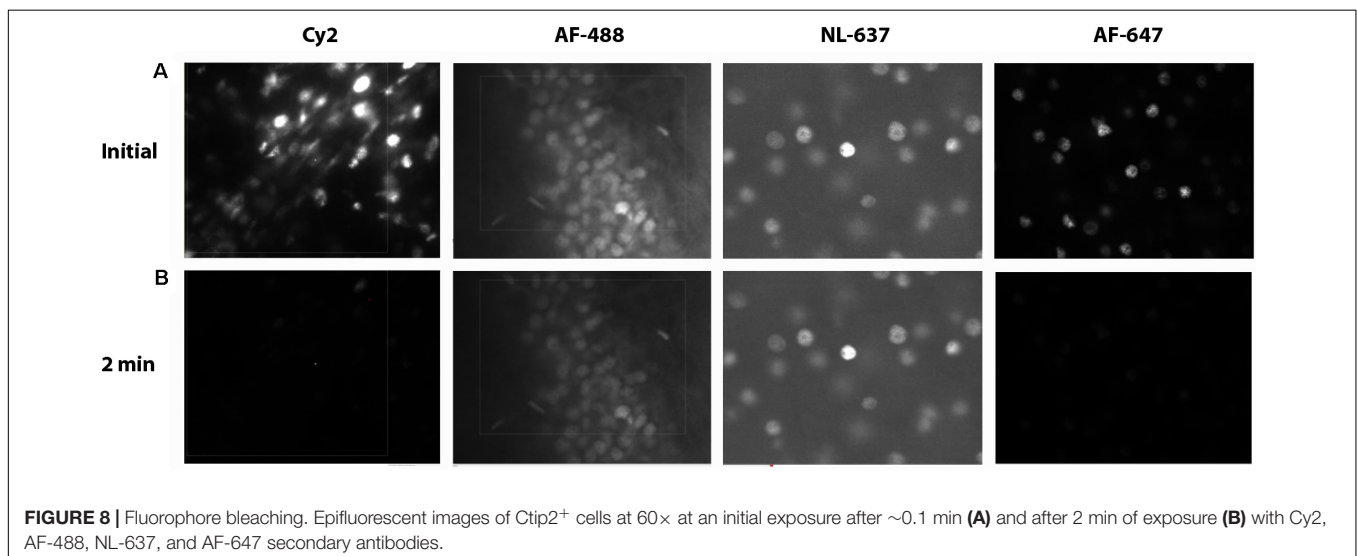 Cy2 AF-488 NL-637 AF-647
A
Initial
B
2 min
FIGURE 8 | Fluorophore bleaching. Epifluorescent images of Ctip2+ cells at 60× at an initial exposure after ~0.1 min (A) and after 2 min of exposure (B) with Cy2,
AF-488, NL-637, and AF-647 secondary antibodies.